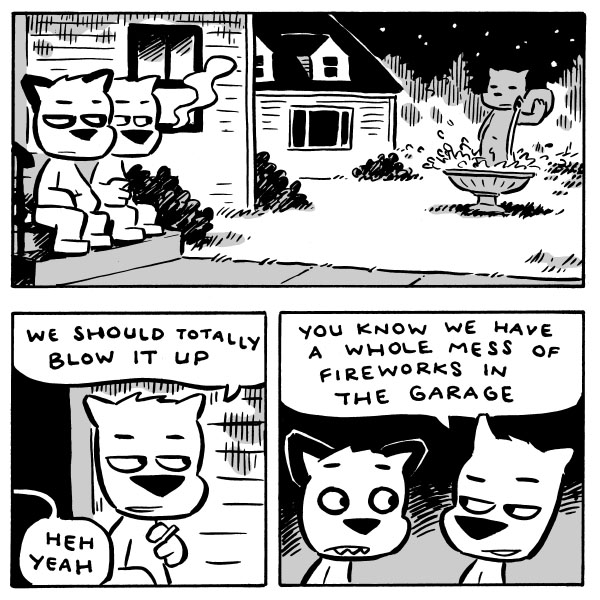 WE SHOULD TOTALLY
BLOW IT UP
HEH
YEAH
YOU KNOW WE HAVE
A WHOLE MESS OF
FIREWORKS IN
THE GARAGE